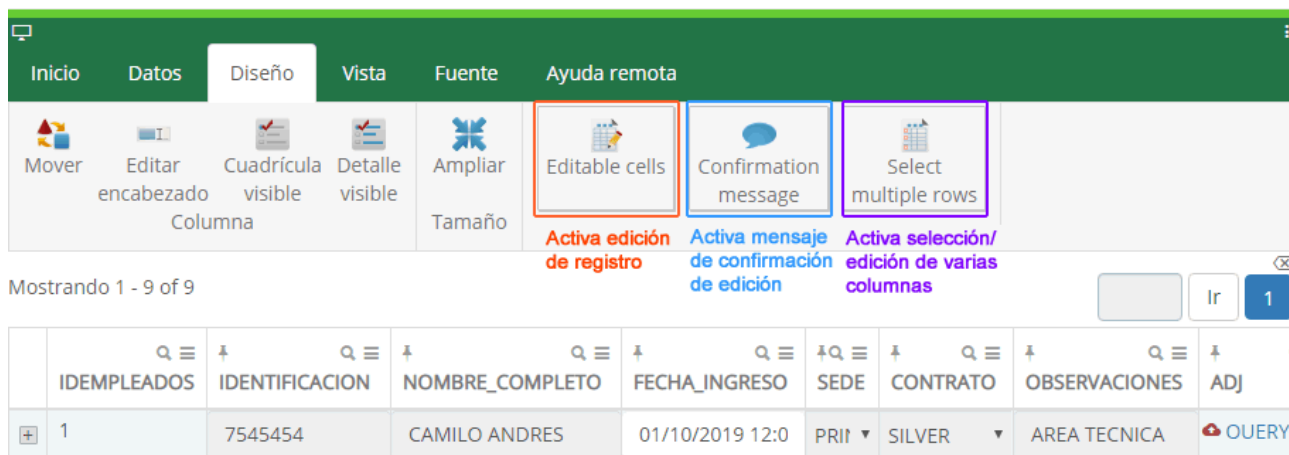 Inicio Datos Diseño Vista Fuente Ayuda remota
Mover Editar encabezado Cuadrícula visible Detalle visible Ampliar Editable cells Confirmation message Select multiple rows
Columna Tamaño
Activa edición de registro
Activa mensaje de confirmación de edición
Activa selección/ edición de varias columnas
Mostrando 1 - 9 of 9
Ir 1
IDEMPLEADOS IDENTIFICACION NOMBRE_COMPLETO FECHA_INGRESO SEDE CONTRATO OBSERVACIONES ADJ
1 7545454 CAMILO ANDRES 01/10/2019 12:0 SILVER AREA TECNICA